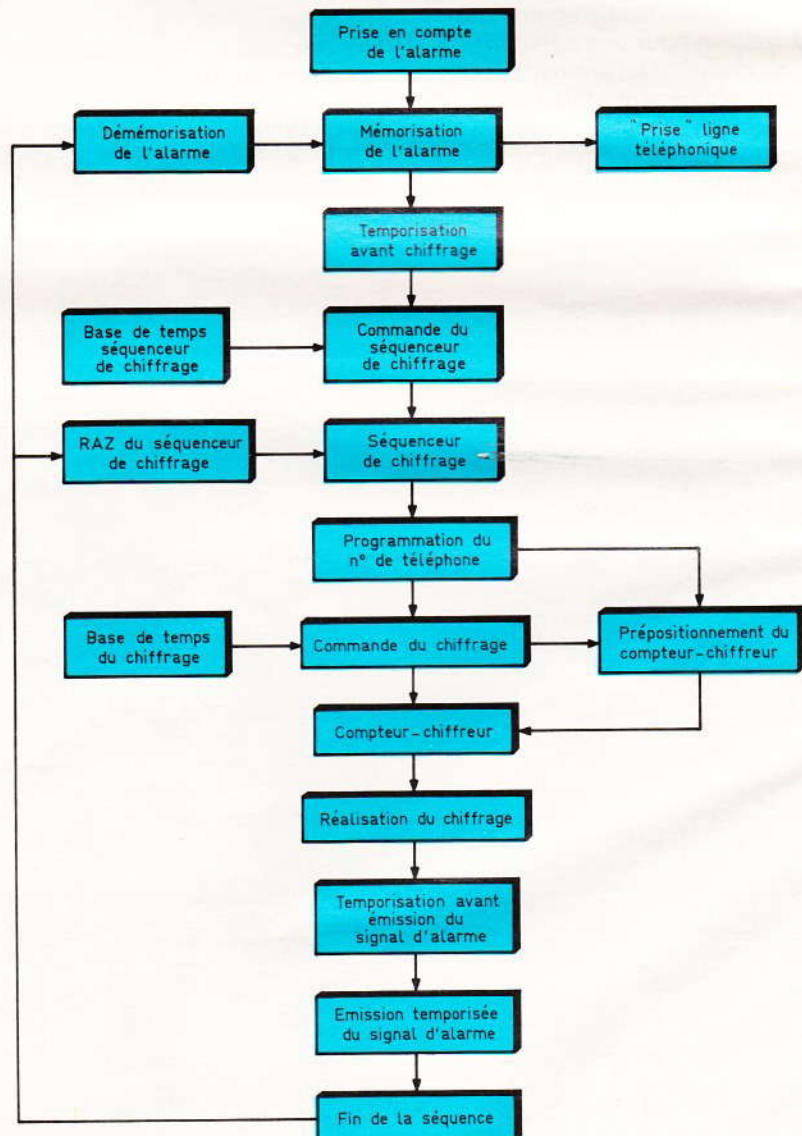 Prise en compte
de l'alarme
Démémorisation
de l'alarme
Mémorisation
de l'alarme
"Prise" ligne
téléphonique
Temporisation
avant chiffrage
Base de temps
séquenceur
de chiffrage
Commande du
séquenceur
de chiffrage
RAZ du séquenceur
de chiffrage
Séquenceur
de chiffrage
Programmation du
n° de téléphone
Base de temps
du chiffrage
Commande du chiffrage
Prépositionnement du
compteur-chiffreur
Compteur-chiffreur
Réalisation du chiffrage
Temporisation avant
émission du
signal d'alarme
Emission temporisée
du signal d'alarme
Fin de la séquence